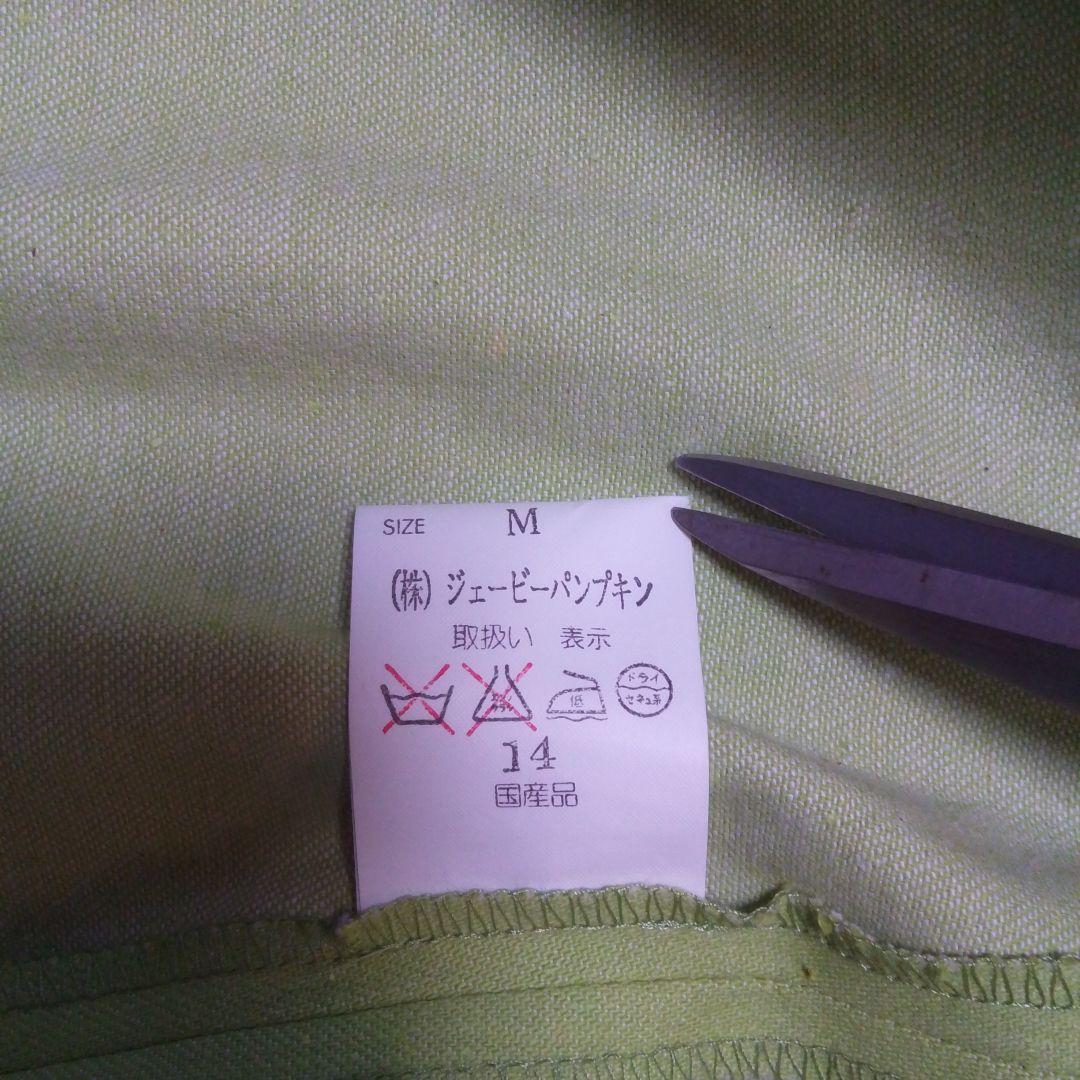 SIZE M
(株) ジェービーパンプキン
取扱い 表示
低 ドライ
セキユ系
14
国産品